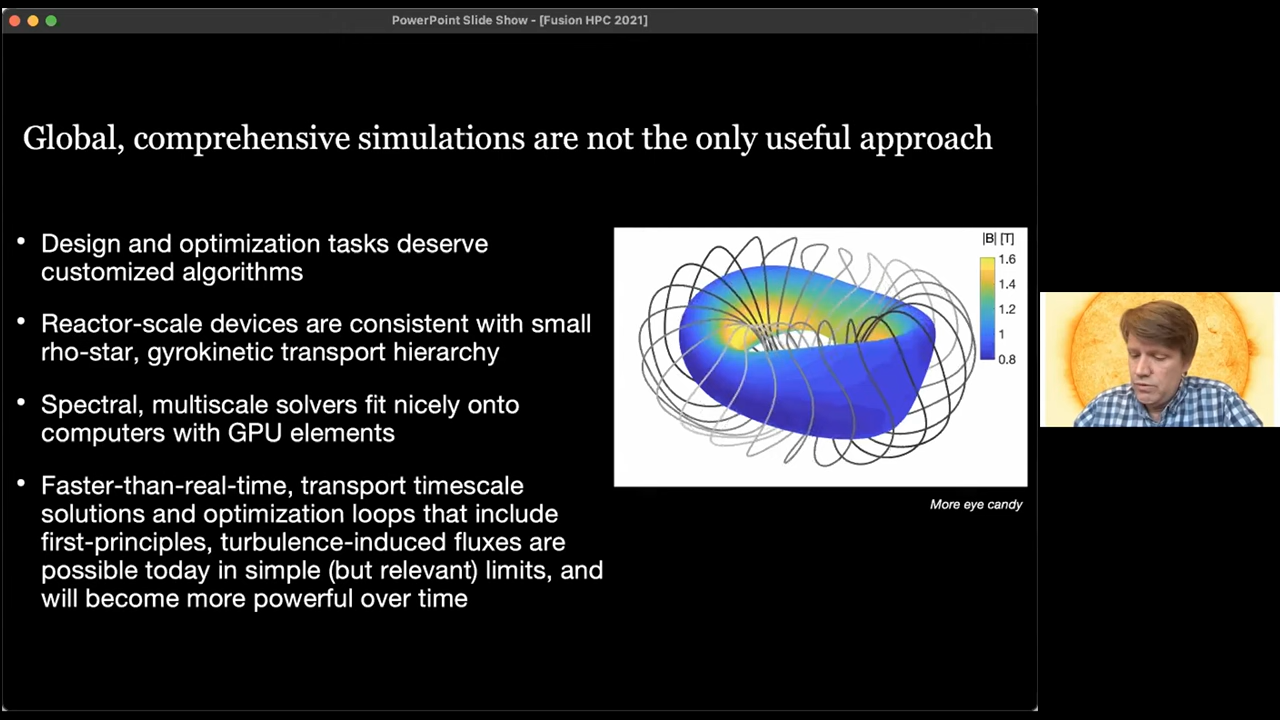 PowerPoint Slide Show - [Fusion HPC 2021]
Global, comprehensive simulations are not the only useful approach
• Design and optimization tasks deserve
customized algorithms
• Reactor-scale devices are consistent with small
rho-star, gyrokinetic transport hierarchy
• Spectral, multiscale solvers fit nicely onto
computers with GPU elements
• Faster-than-real-time, transport timescale
solutions and optimization loops that include
first-principles, turbulence-induced fluxes are
possible today in simple (but relevant) limits, and
will become more powerful over time
|B| [T]
1.6
1.4
1.2
1
0.8
More eye candy